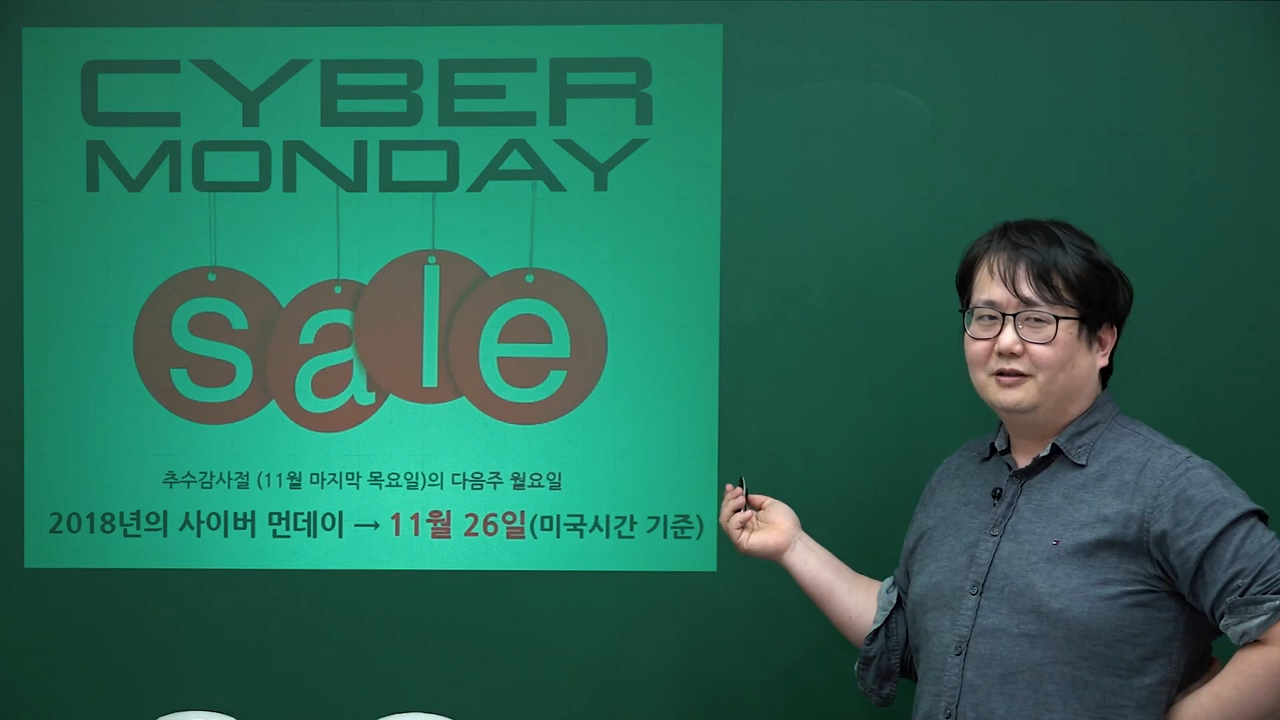 CYBER
MONDAY
sale
추수감사절 (11월 마지막 목요일)의 다음주 월요일
2018년의 사이버 먼데이 → 11월 26일(미국시간 기준)